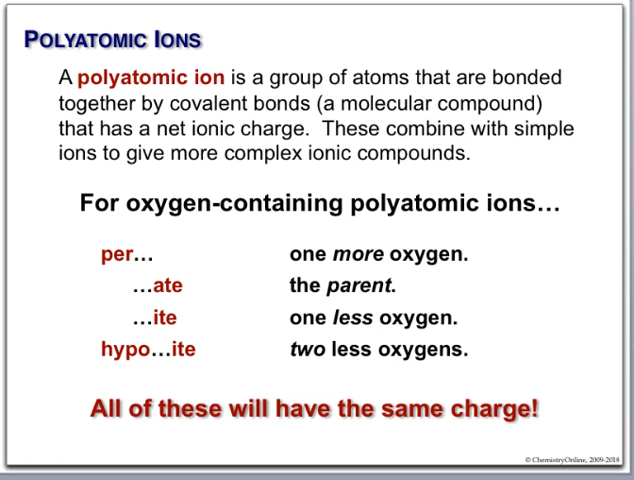 POLYATOMIC IONS
A polyatomic ion is a group of atoms that are bonded
together by covalent bonds (a molecular compound)
that has a net ionic charge. These combine with simple
ions to give more complex ionic compounds.
For oxygen-containing polyatomic ions…
per… one more oxygen.
…ate the parent.
…ite one less oxygen.
hypo…ite two less oxygens.
All of these will have the same charge!
© ChemistryOnline, 2009-2018